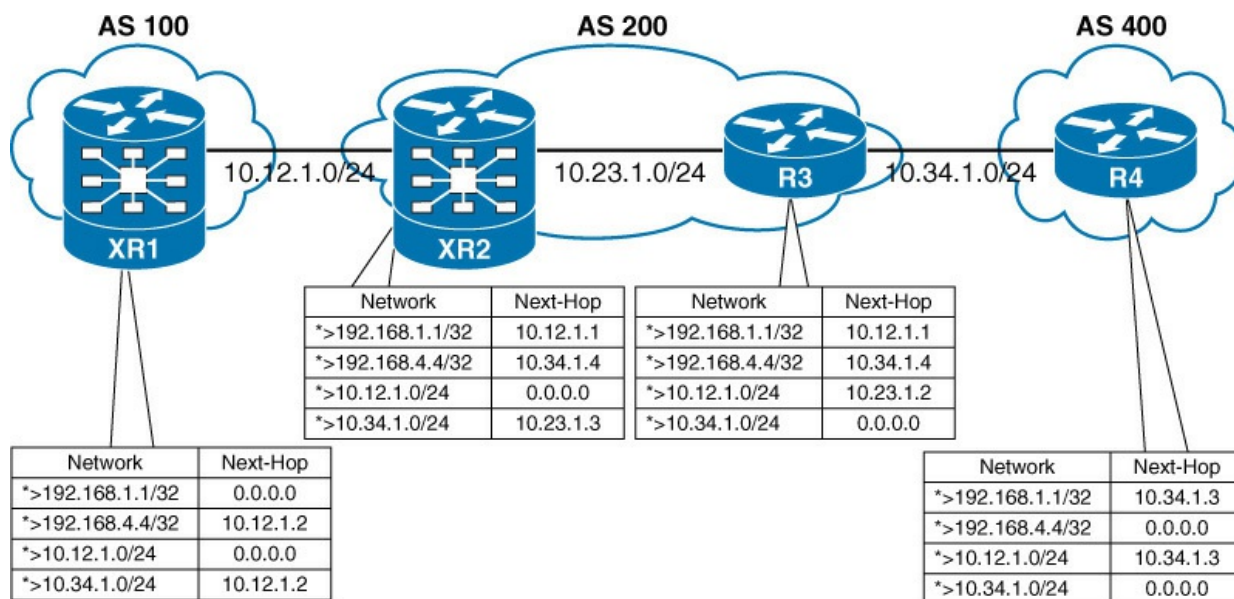 AS 100
AS 200
AS 400
10.12.1.0/24
10.23.1.0/24
10.34.1.0/24
XR1
XR2
R3
R4
Network Next-Hop
*>192.168.1.1/32 10.12.1.1
*>192.168.4.4/32 10.34.1.4
*>10.12.1.0/24 0.0.0.0
*>10.34.1.0/24 10.23.1.3
Network Next-Hop
*>192.168.1.1/32 10.12.1.1
*>192.168.4.4/32 10.34.1.4
*>10.12.1.0/24 10.23.1.2
*>10.34.1.0/24 0.0.0.0
Network Next-Hop
*>192.168.1.1/32 0.0.0.0
*>192.168.4.4/32 10.12.1.2
*>10.12.1.0/24 0.0.0.0
*>10.34.1.0/24 10.12.1.2
Network Next-Hop
*>192.168.1.1/32 10.34.1.3
*>192.168.4.4/32 0.0.0.0
*>10.12.1.0/24 10.34.1.3
*>10.34.1.0/24 0.0.0.0